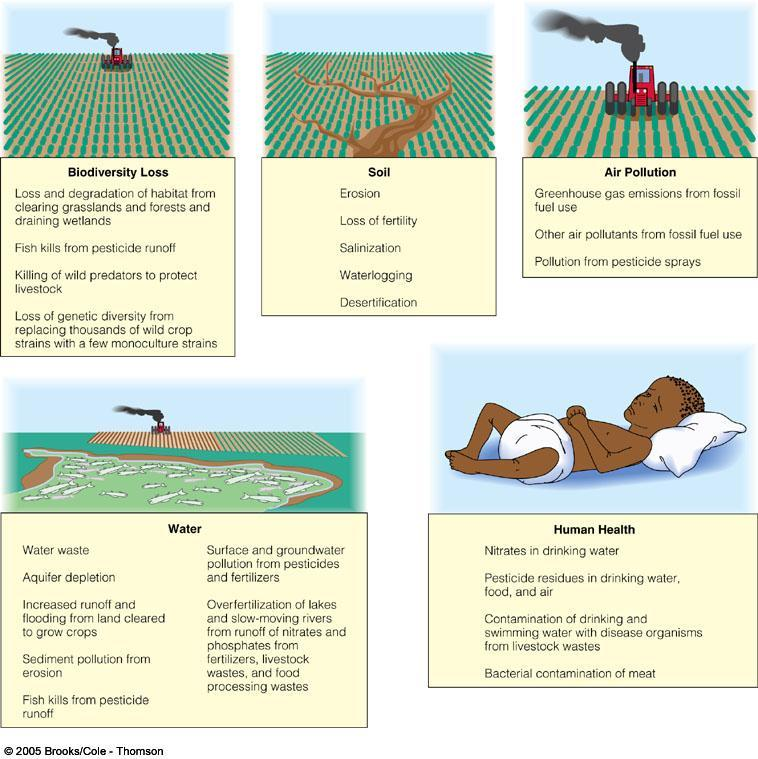 Biodiversity Loss
Loss and degradation of habitat from
clearing grasslands and forests and
draining wetlands
Fish kills from pesticide runoff
Killing of wild predators to protect
livestock
Loss of genetic diversity from
replacing thousands of wild crop
strains with a few monoculture strains
Soil
Erosion
Loss of fertility
Salinization
Waterlogging
Desertification
Air Pollution
Greenhouse gas emissions from fossil
fuel use
Other air pollutants from fossil fuel use
Pollution from pesticide sprays
Water
Water waste
Aquifer depletion
Increased runoff and
flooding from land cleared
to grow crops
Sediment pollution from
erosion
Fish kills from pesticide
runoff
Surface and groundwater
pollution from pesticides
and fertilizers
Overfertilization of lakes
and slow-moving rivers
from runoff of nitrates and
phosphates from
fertilizers, livestock
wastes, and food
processing wastes
Human Health
Nitrates in drinking water
Pesticide residues in drinking water,
food, and air
Contamination of drinking and
swimming water with disease organisms
from livestock wastes
Bacterial contamination of meat
© 2005 Brooks/Cole - Thomson